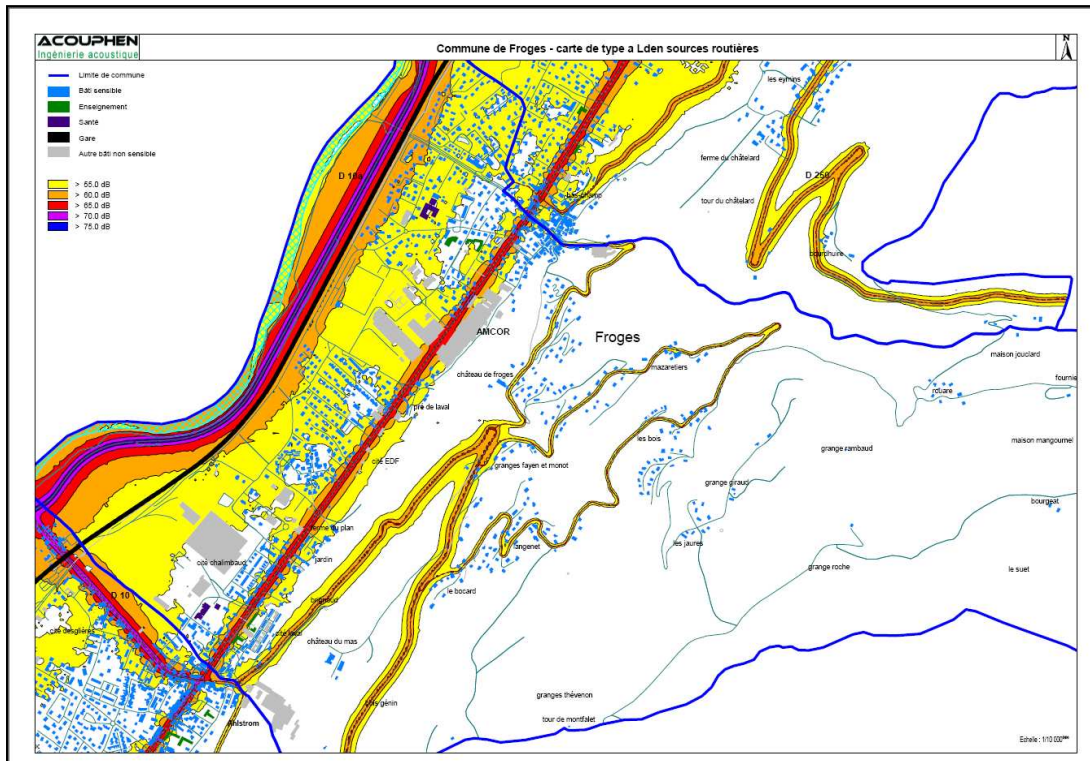 ACOUPHEN
Ingénierie acoustique
Commune de Froges - carte de type a Lden sources routières
N
Limite de commune
Bâti sensible
Enseignement
Santé
Gare
Autre bâti non sensible
> 55.0 dB
> 60.0 dB
> 65.0 dB
> 70.0 dB
> 75.0 dB
les eymins
ferme du châtelard
D 250
tour du châtelard
bourdhuire
AMCOR
Froges
château de froges
mazaretiers
maison jouclard
rotiare
pré de laval
les bois
grange rambaud
maison mangournel
cité EDF
granges fayen et monot
grange giraud
bourgeat
ferme du plan
langenet
les jaures
jardin
cité chalimbaud
grange roche
le suet
le bocard
D 10
brignoud
cité desglières
château du mas
granges thévenon
tour de montfalet
Ahlstrom
Echelle : 1/10 000ème